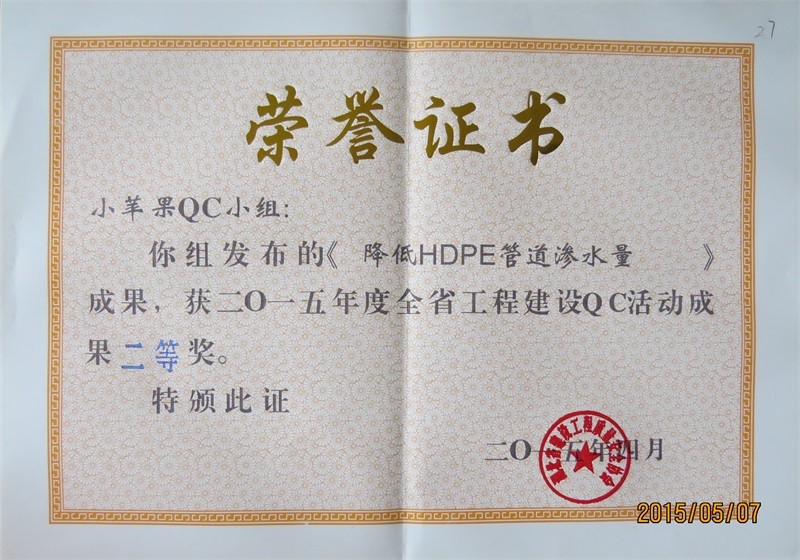 27
荣誉证书
小苹果QC小组:
你组发布的《 降低HDPE管道渗水量 》
成果，获二〇一五年度全省工程建设QC活动成
果二等奖。
特颁此证
二〇一五年四月
2015/05/07